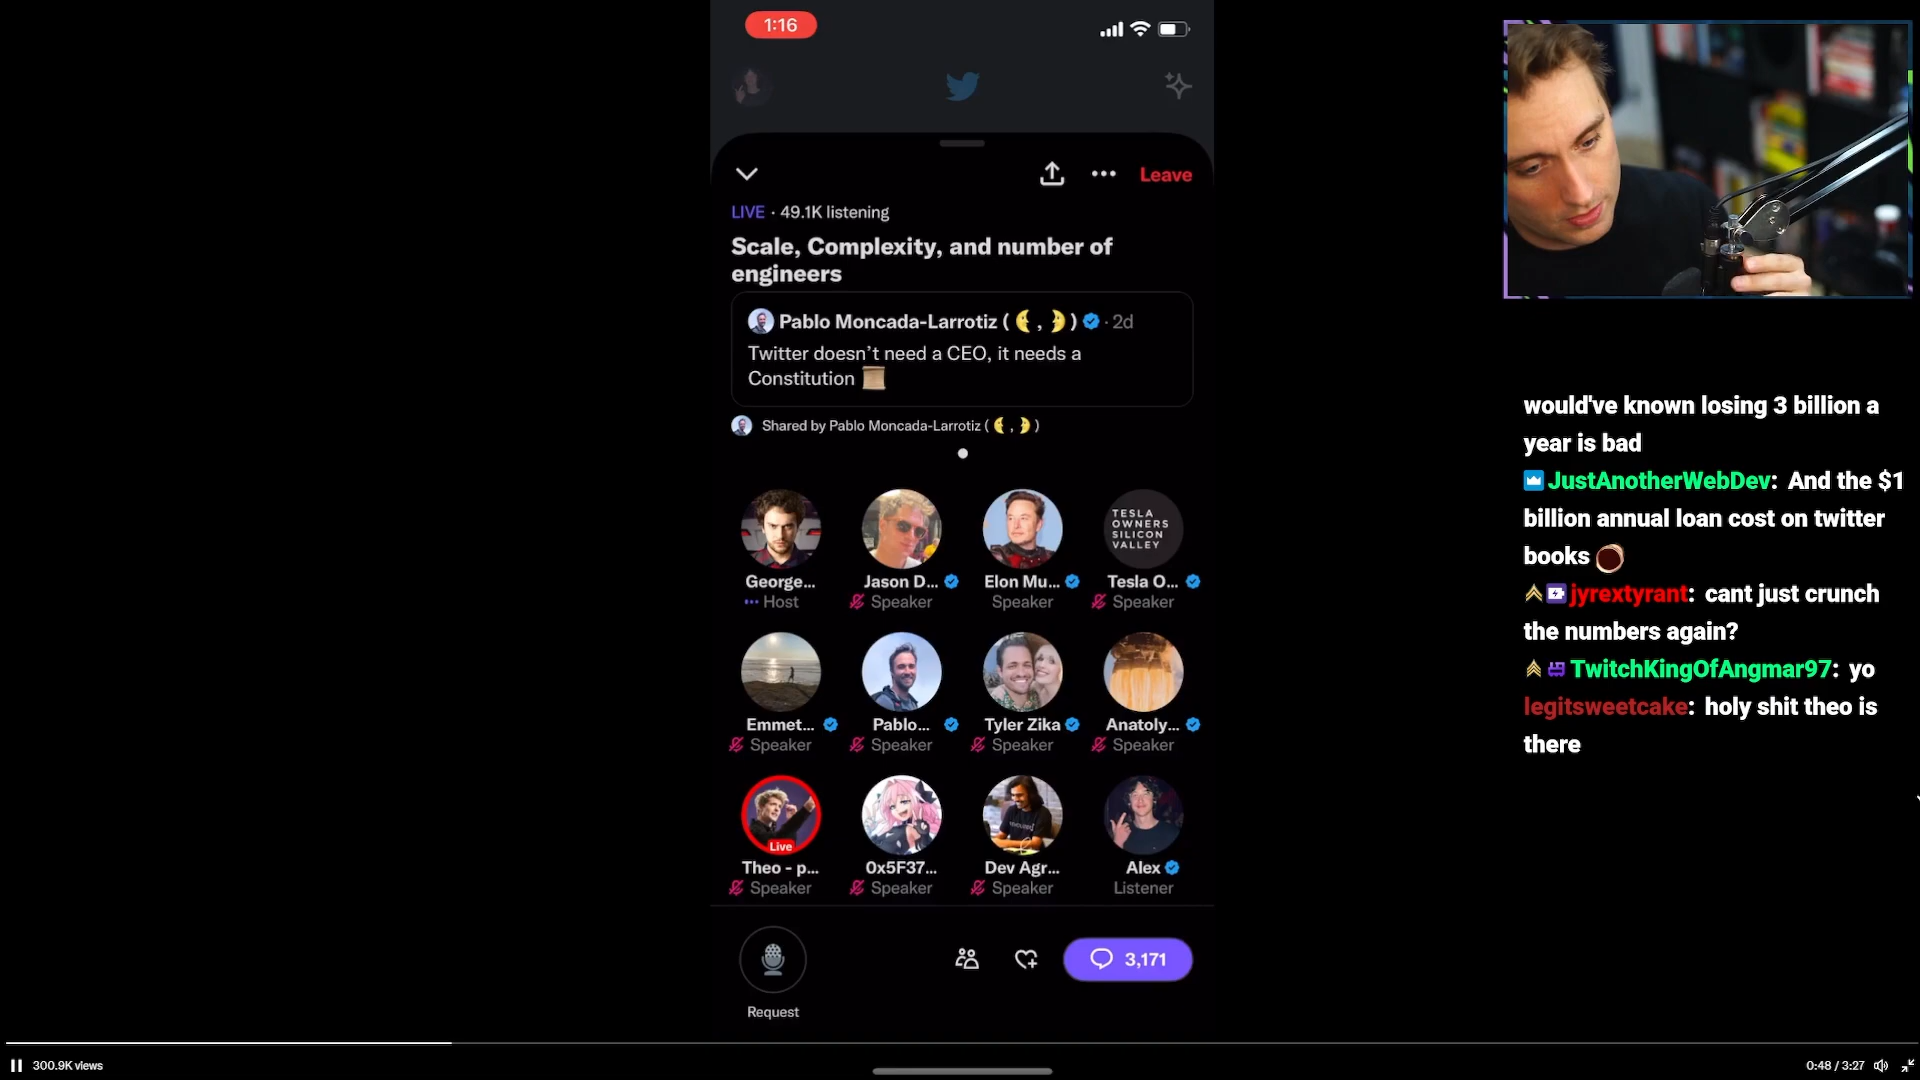 1:16
Leave
LIVE · 49.1K listening
Scale, Complexity, and number of
engineers
Pablo Moncada-Larrotiz (🌜,🌛) · 2d
Twitter doesn't need a CEO, it needs a
Constitution 📜
Shared by Pablo Moncada-Larrotiz (🌜,🌛)
TESLA
OWNERS
SILICON
VALLEY
George... Jason D... Elon Mu... Tesla O...
Host Speaker Speaker Speaker
Emmet... Pablo... Tyler Zika Anatoly...
Speaker Speaker Speaker Speaker
Live
Theo - p... 0x5F37... Dev Agr... Alex
Speaker Speaker Speaker Listener
3,171
Request
would've known losing 3 billion a
year is bad
JustAnotherWebDev: And the $1
billion annual loan cost on twitter
books
jyrextyrant: cant just crunch
the numbers again?
TwitchKingOfAngmar97: yo
legitsweetcake: holy shit theo is
there
300.9K views
0:48 / 3:27